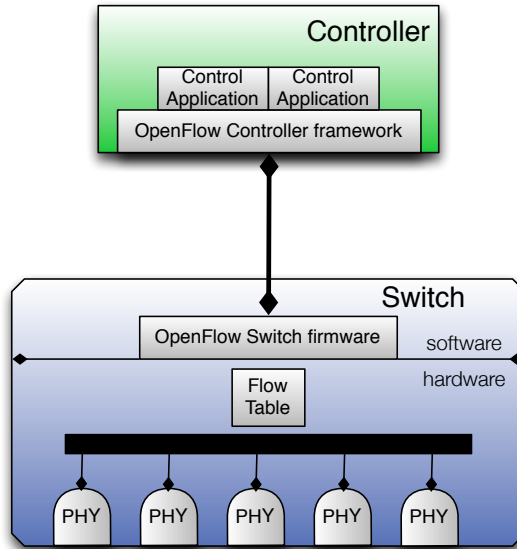 Controller
Control Control
Application Application
OpenFlow Controller framework
Switch
OpenFlow Switch firmware
software
hardware
Flow
Table
PHY PHY PHY PHY PHY